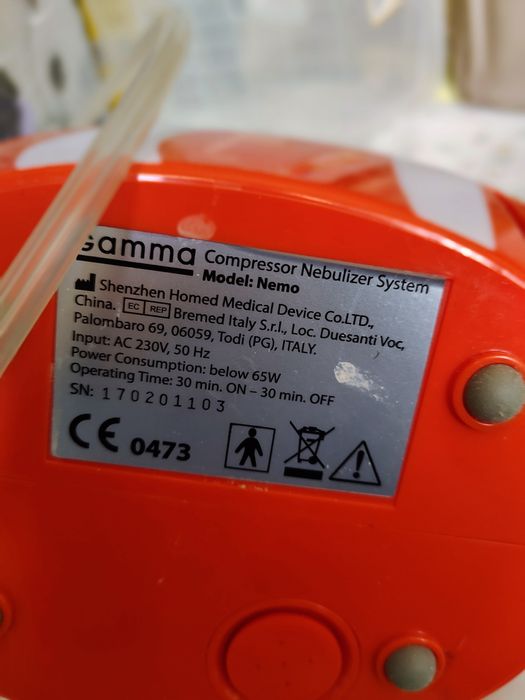 Gamma Compressor Nebulizer System
Model: Nemo
Shenzhen Homed Medical Device Co.LTD.,
China. EC REP Bremed Italy S.r.l., Loc. Duesanti Voc,
Palombaro 69, 06059, Todi (PG), ITALY.
Input: AC 230V, 50 Hz
Power Consumption: below 65W
Operating Time: 30 min. ON – 30 min. OFF
SN: 170201103
CE 0473